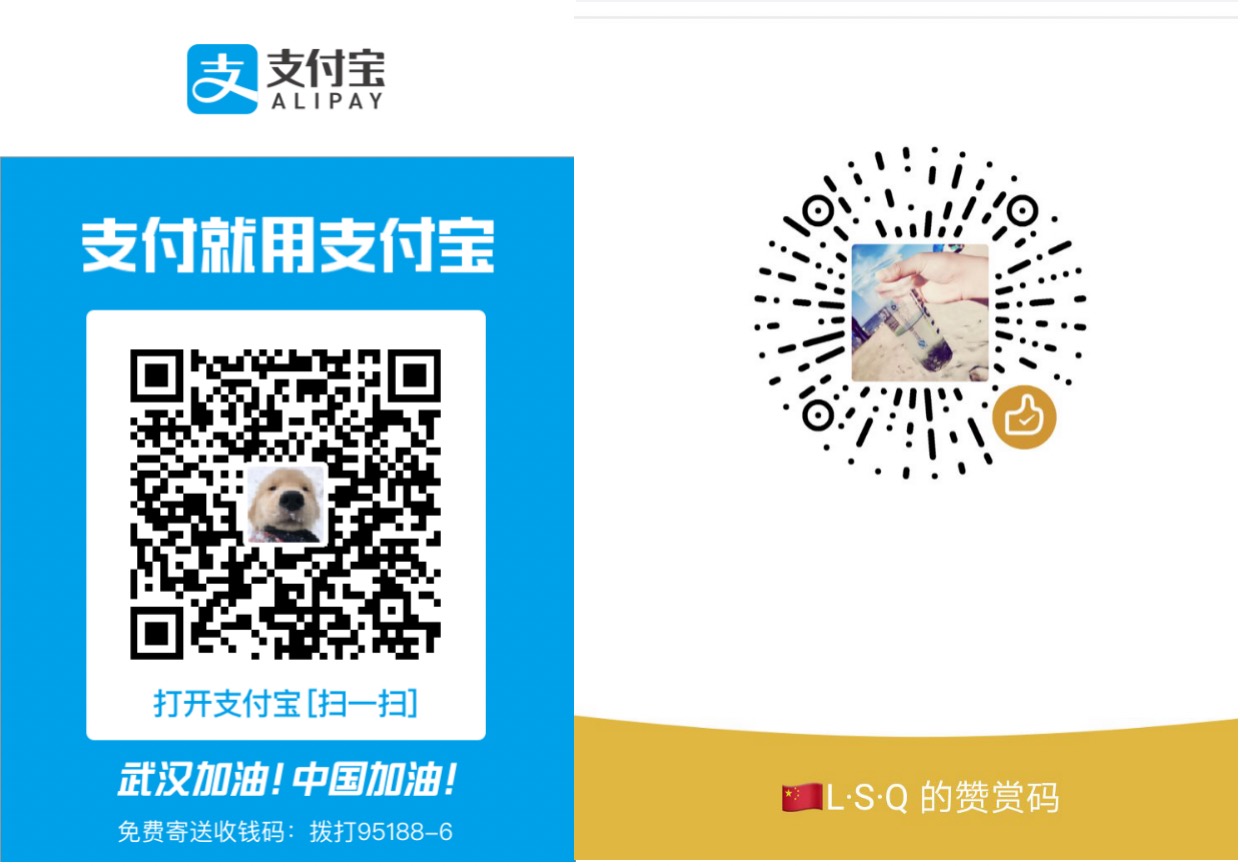 支 支付宝
ALIPAY
支付就用支付宝
打开支付宝[扫一扫]
武汉加油!中国加油!
免费寄送收钱码：拨打95188-6
🇨🇳L·S·Q 的赞赏码